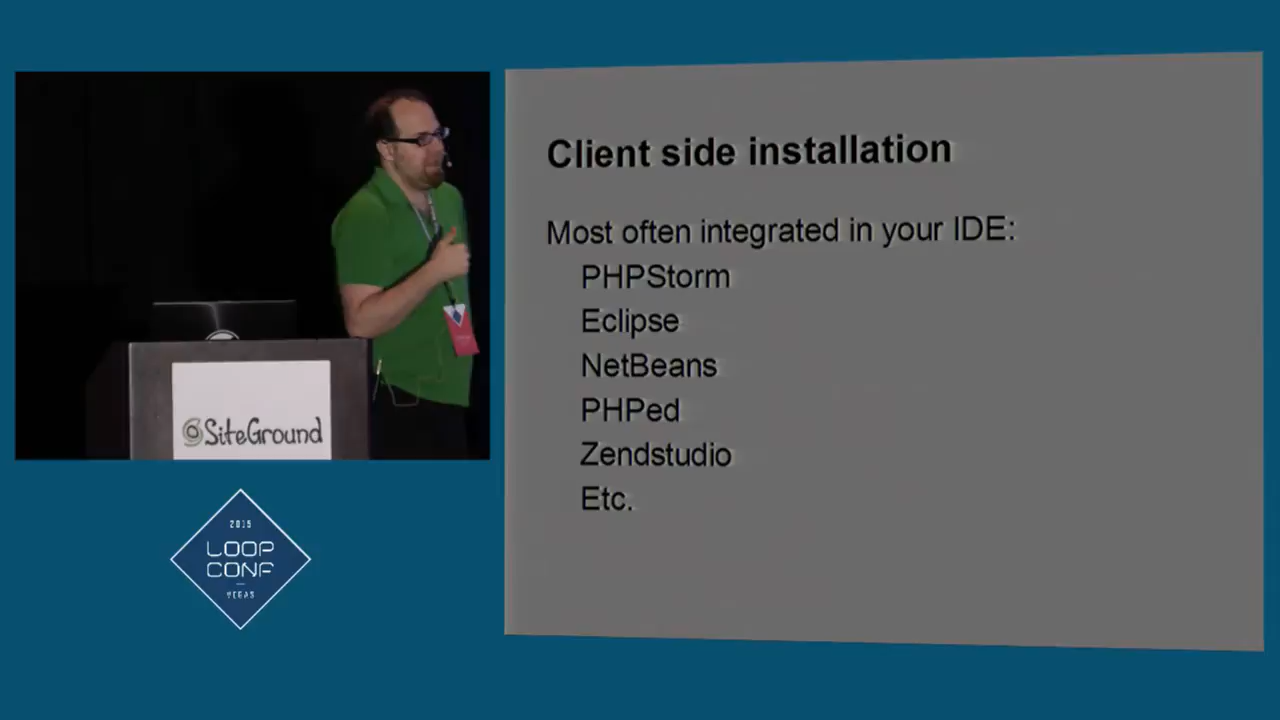 Client side installation
Most often integrated in your IDE:
PHPStorm
Eclipse
NetBeans
PHPed
Zendstudio
Etc.
SiteGround
2015
LOOP
CONF
VEGAS